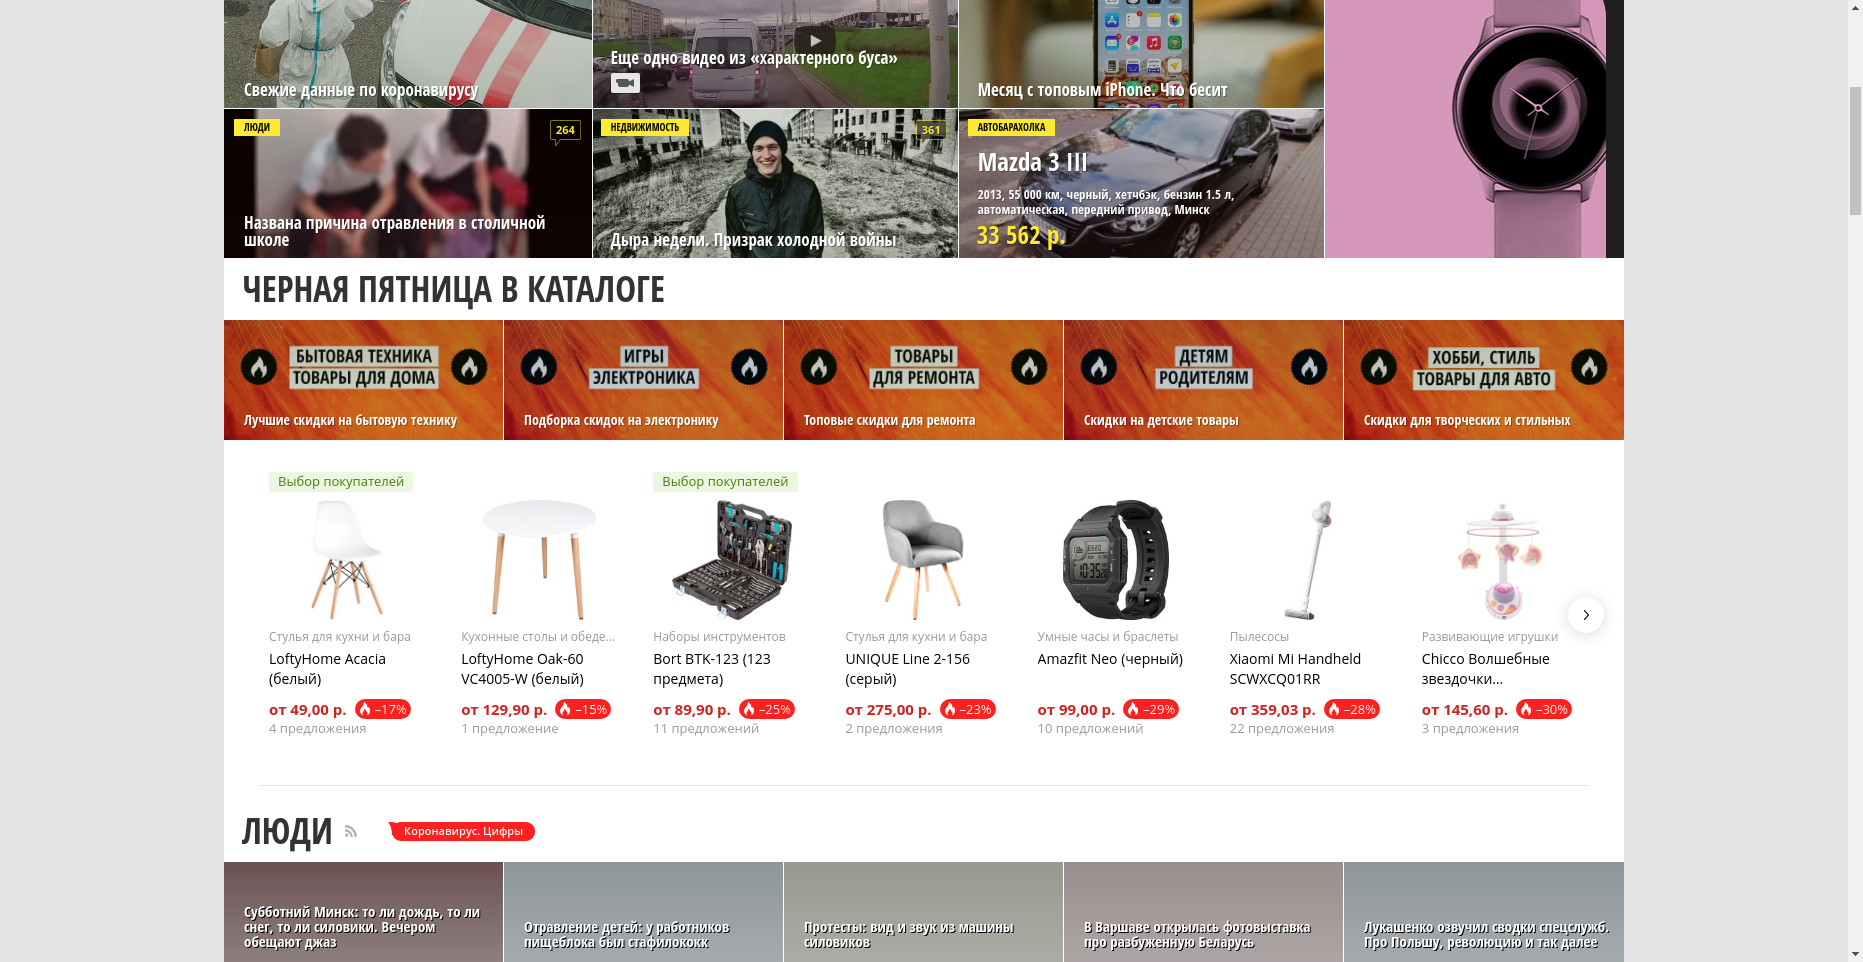 Свежие данные по коронавирусу
Еще одно видео из «характерного буса»
Месяц с топовым iPhone. Что бесит
ЛЮДИ
264
Названа причина отравления в столичной
школе
НЕДВИЖИМОСТЬ
361
Дыра недели. Призрак холодной войны
АВТОБАРАХОЛКА
Mazda 3 III
2013, 55 000 км, черный, хетчбэк, бензин 1.5 л,
автоматическая, передний привод, Минск
33 562 р.
ЧЕРНАЯ ПЯТНИЦА В КАТАЛОГЕ
БЫТОВАЯ ТЕХНИКА
ТОВАРЫ ДЛЯ ДОМА
Лучшие скидки на бытовую технику
ИГРЫ
ЭЛЕКТРОНИКА
Подборка скидок на электронику
ТОВАРЫ
ДЛЯ РЕМОНТА
Топовые скидки для ремонта
ДЕТЯМ
РОДИТЕЛЯМ
Скидки на детские товары
ХОББИ, СТИЛЬ
ТОВАРЫ ДЛЯ АВТО
Скидки для творческих и стильных
Выбор покупателей
Стулья для кухни и бара
LoftyHome Acacia
(белый)
от 49,00 р. –17%
4 предложения
Кухонные столы и обеде...
LoftyHome Oak-60
VC4005-W (белый)
от 129,90 р. –15%
1 предложение
Выбор покупателей
Наборы инструментов
Bort BTK-123 (123
предмета)
от 89,90 р. –25%
11 предложений
Стулья для кухни и бара
UNIQUE Line 2-156
(серый)
от 275,00 р. –23%
2 предложения
Умные часы и браслеты
Amazfit Neo (черный)
от 99,00 р. –29%
10 предложений
Пылесосы
Xiaomi Mi Handheld
SCWXCQ01RR
от 359,03 р. –28%
22 предложения
Развивающие игрушки
Chicco Волшебные
звездочки...
от 145,60 р. –30%
3 предложения
ЛЮДИ
Коронавирус. Цифры
Субботний Минск: то ли дождь, то ли
снег, то ли силовики. Вечером
обещают джаз
Отравление детей: у работников
пищеблока был стафилококк
Протесты: вид и звук из машины
силовиков
В Варшаве открылась фотовыставка
про разбуженную Беларусь
Лукашенко озвучил сводки спецслужб.
Про Польшу, революцию и так далее